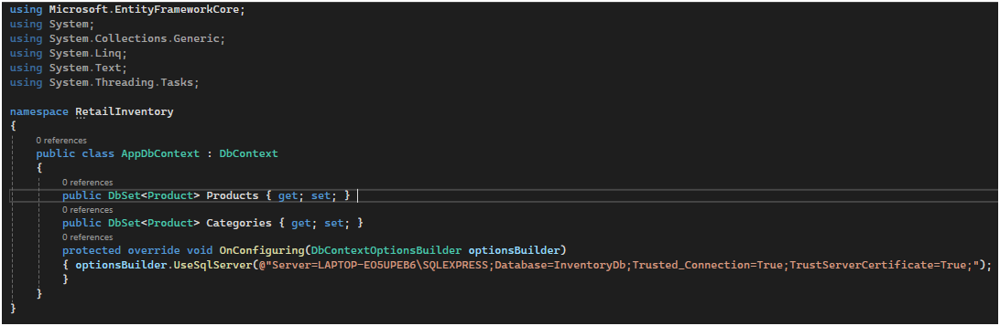 using Microsoft.EntityFrameworkCore;
using System;
using System.Collections.Generic;
using System.Linq;
using System.Text;
using System.Threading.Tasks;
namespace RetailInventory
{
0 references
public class AppDbContext : DbContext
{
0 references
public DbSet<Product> Products { get; set; }
0 references
public DbSet<Product> Categories { get; set; }
0 references
protected override void OnConfiguring(DbContextOptionsBuilder optionsBuilder)
{ optionsBuilder.UseSqlServer(@"Server=LAPTOP-EO5UPEB6\SQLEXPRESS;Database=InventoryDb;Trusted_Connection=True;TrustServerCertificate=True;");
}
}
}